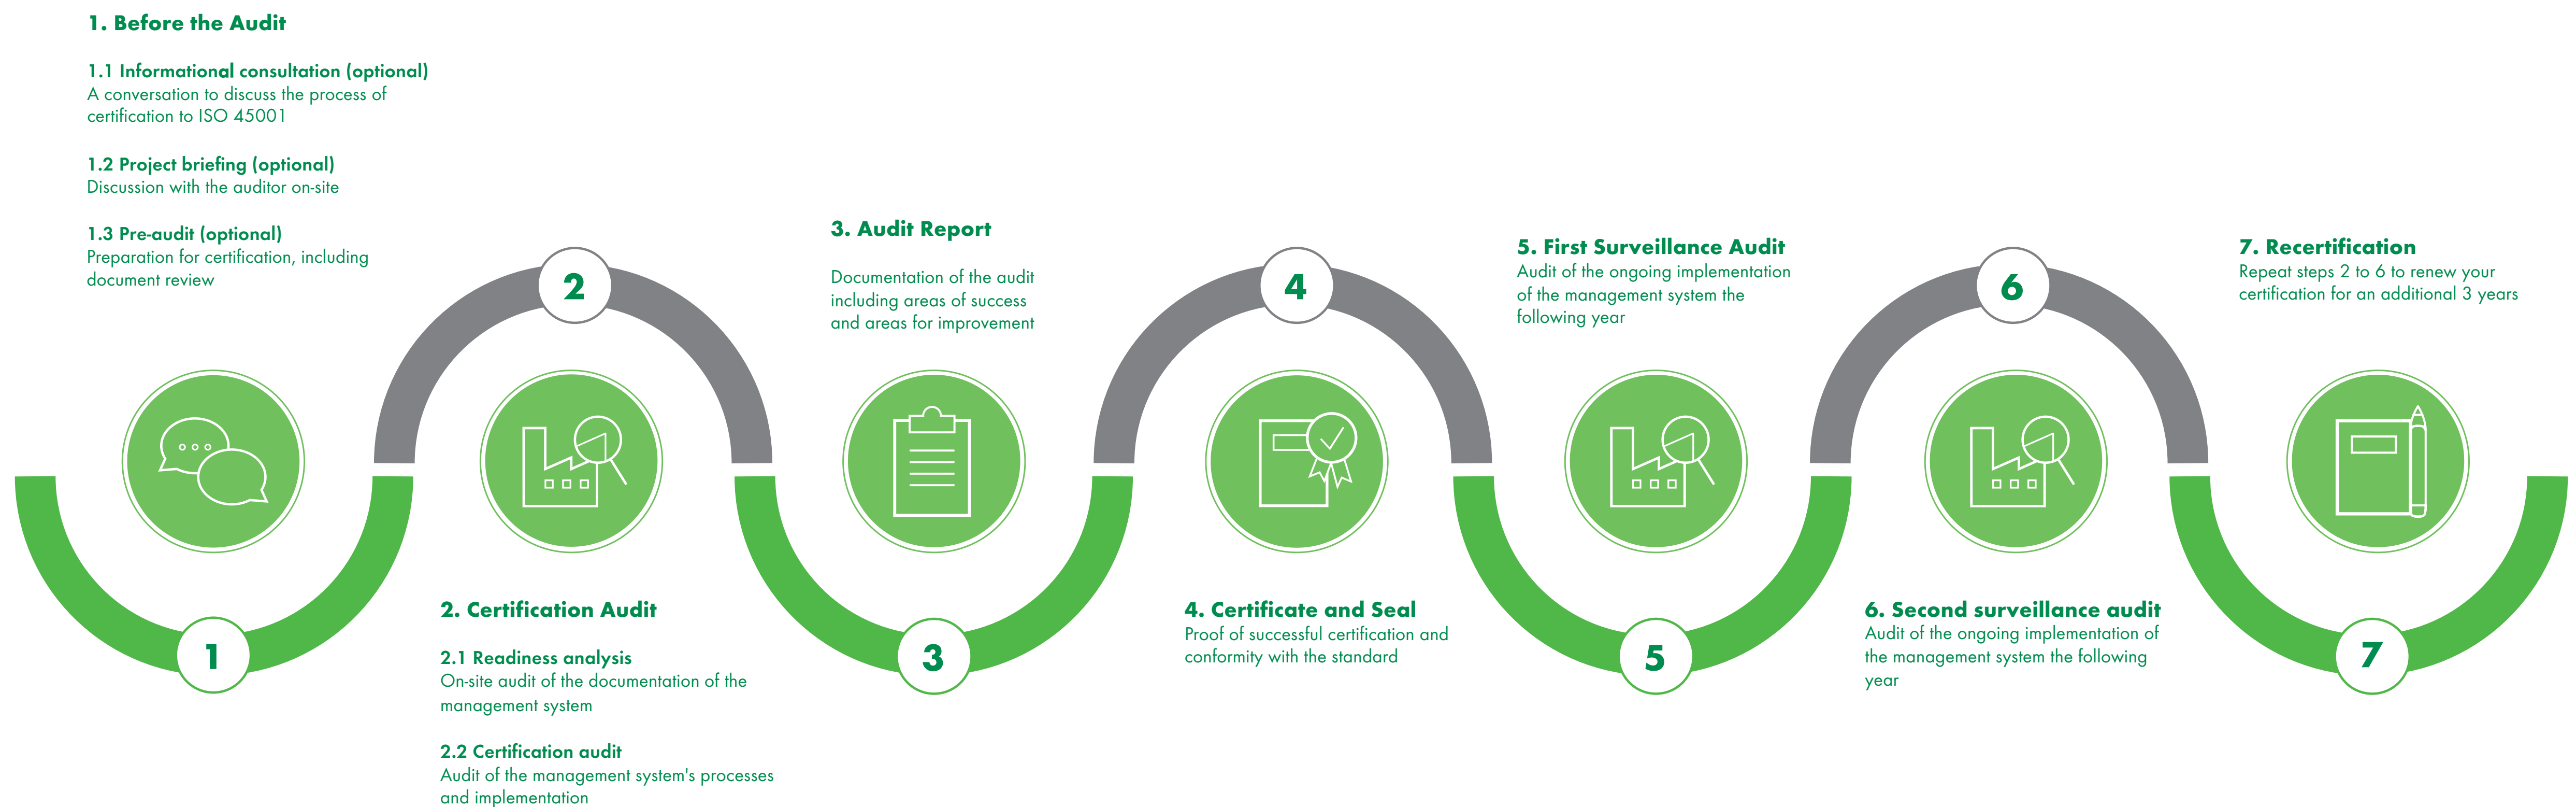 1. Before the Audit
1.1 Informational consultation (optional)
A conversation to discuss the process of
certification to ISO 45001
1.2 Project briefing (optional)
Discussion with the auditor on-site
1.3 Pre-audit (optional)
Preparation for certification, including
document review
1
2
2. Certification Audit
2.1 Readiness analysis
On-site audit of the documentation of the
management system
2.2 Certification audit
Audit of the management system's processes
and implementation
3. Audit Report
Documentation of the audit
including areas of success
and areas for improvement
3
4
4. Certificate and Seal
Proof of successful certification and
conformity with the standard
5. First Surveillance Audit
Audit of the ongoing implementation
of the management system the
following year
5
6
6. Second surveillance audit
Audit of the ongoing implementation of
the management system the following
year
7. Recertification
Repeat steps 2 to 6 to renew your
certification for an additional 3 years
7